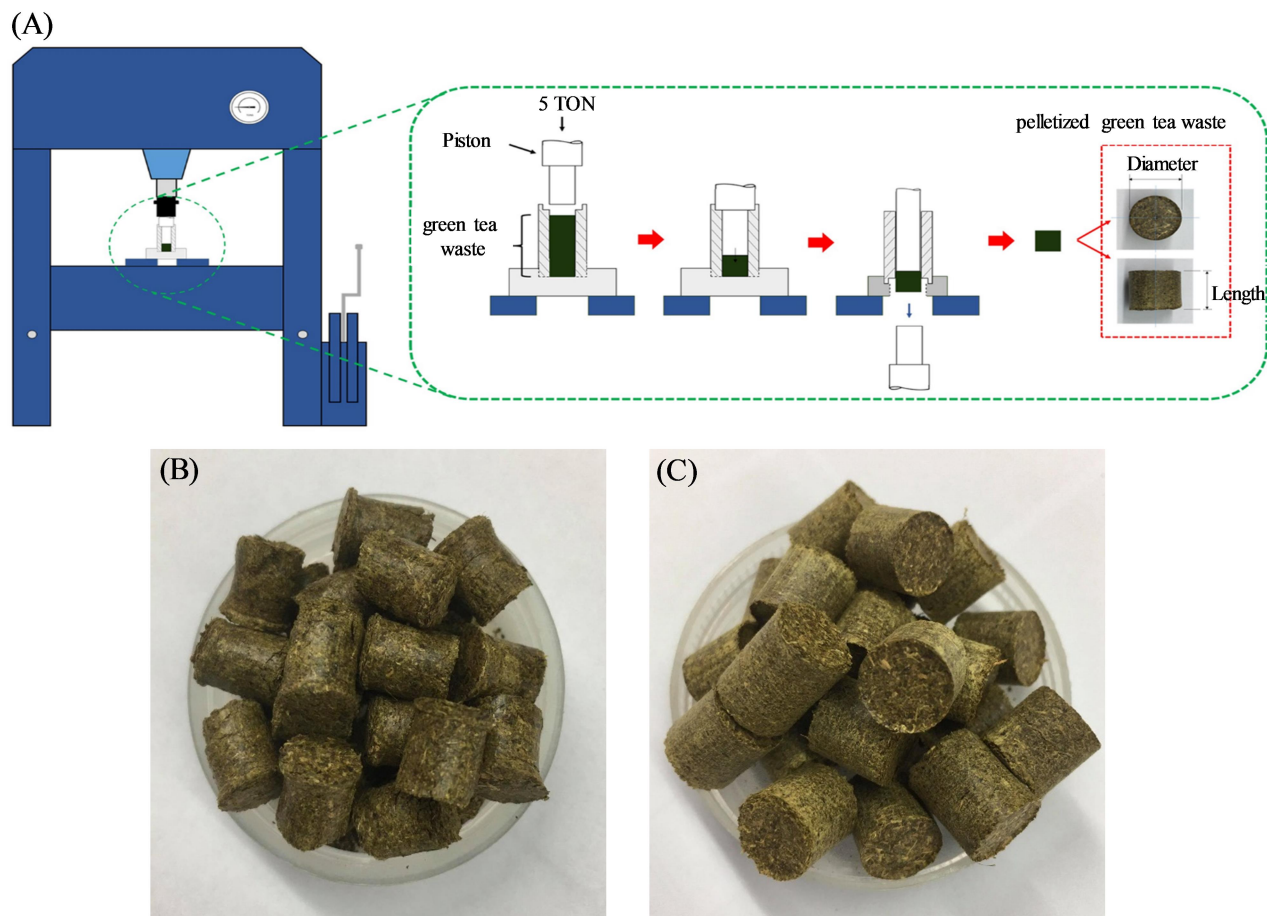 (A)
5 TON
Piston
pelletized green tea waste
Diameter
green tea
waste
Length
(B)
(C)